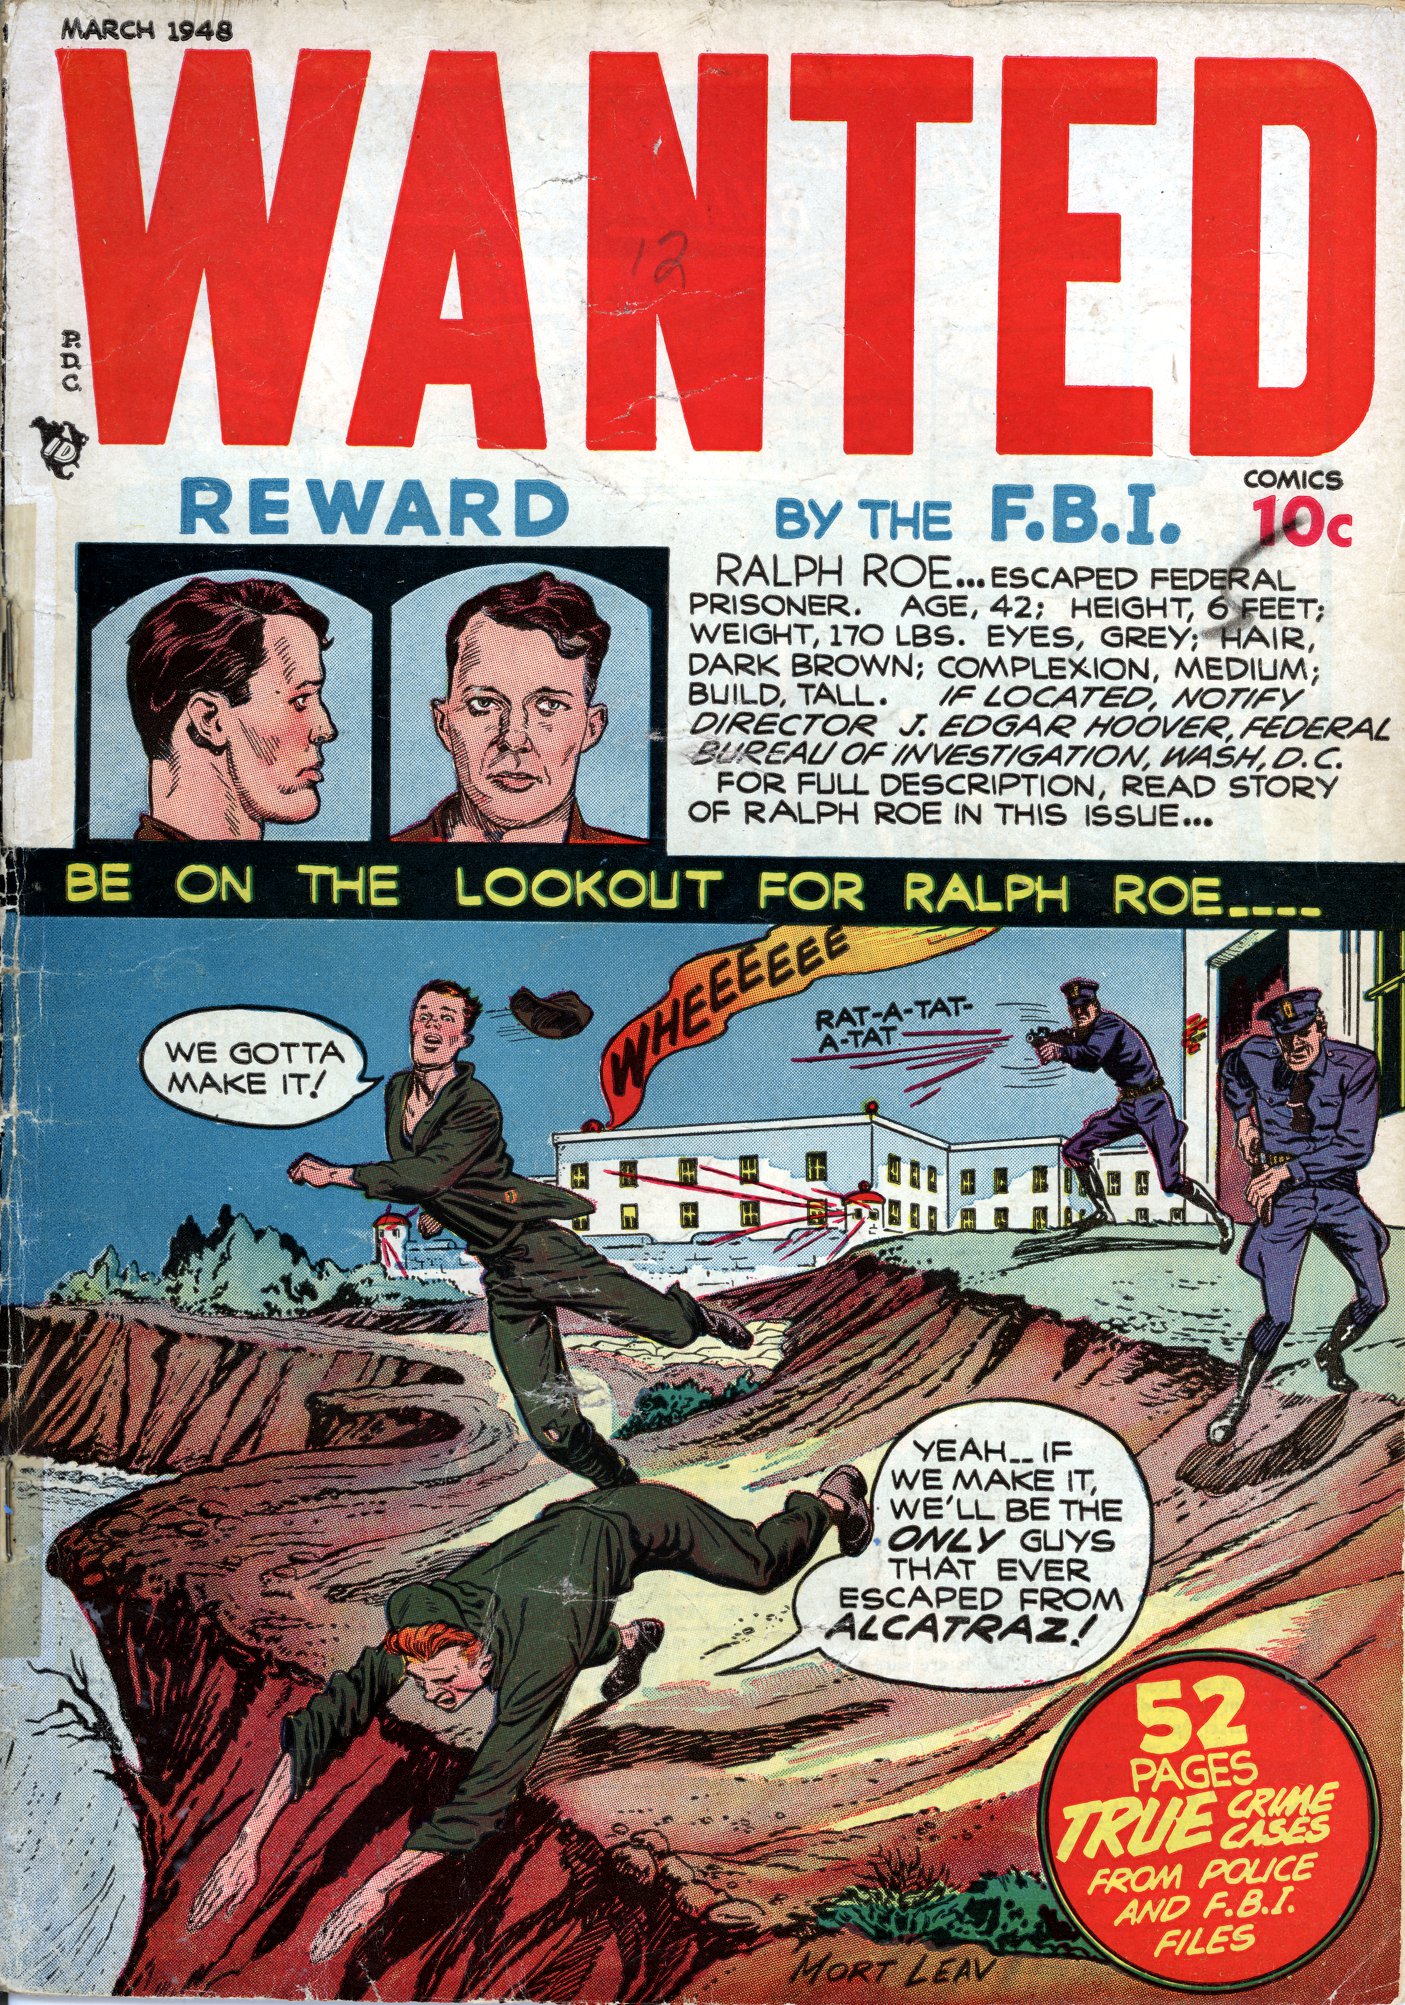 MARCH 1948
WANTED
12
P.
D.
C.
REWARD
BY THE F.B.I.
COMICS
10c
RALPH ROE...ESCAPED FEDERAL
PRISONER. AGE, 42; HEIGHT, 6 FEET;
WEIGHT, 170 LBS. EYES, GREY; HAIR,
DARK BROWN; COMPLEXION, MEDIUM;
BUILD, TALL. IF LOCATED, NOTIFY
DIRECTOR J. EDGAR HOOVER, FEDERAL
BUREAU OF INVESTIGATION, WASH, D.C.
FOR FULL DESCRIPTION, READ STORY
OF RALPH ROE IN THIS ISSUE...
BE ON THE LOOKOUT FOR RALPH ROE....
WHEEEEEEE
RAT-A-TAT-
A-TAT
WE GOTTA
MAKE IT!
YEAH.. IF
WE MAKE IT,
WE'LL BE THE
ONLY GUYS
THAT EVER
ESCAPED FROM
ALCATRAZ!
52
PAGES
TRUE CRIME
CASES
FROM POLICE
AND F.B.I.
FILES
MORT LEAV